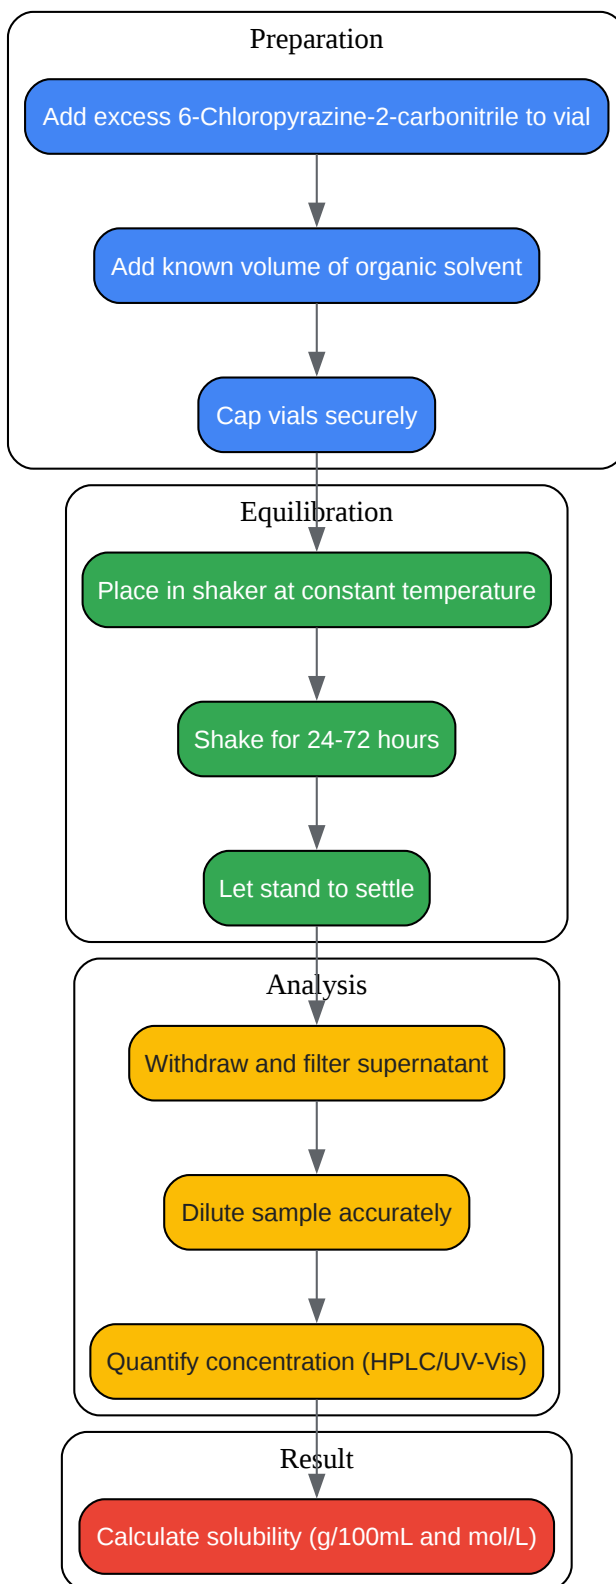 Preparation
Add excess 6-Chloropyrazine-2-carbonitrile to vial
Add known volume of organic solvent
Cap vials securely
Equilibration
Place in shaker at constant temperature
Shake for 24-72 hours
Let stand to settle
Analysis
Withdraw and filter supernatant
Dilute sample accurately
Quantify concentration (HPLC/UV-Vis)
Result
Calculate solubility (g/100mL and mol/L)